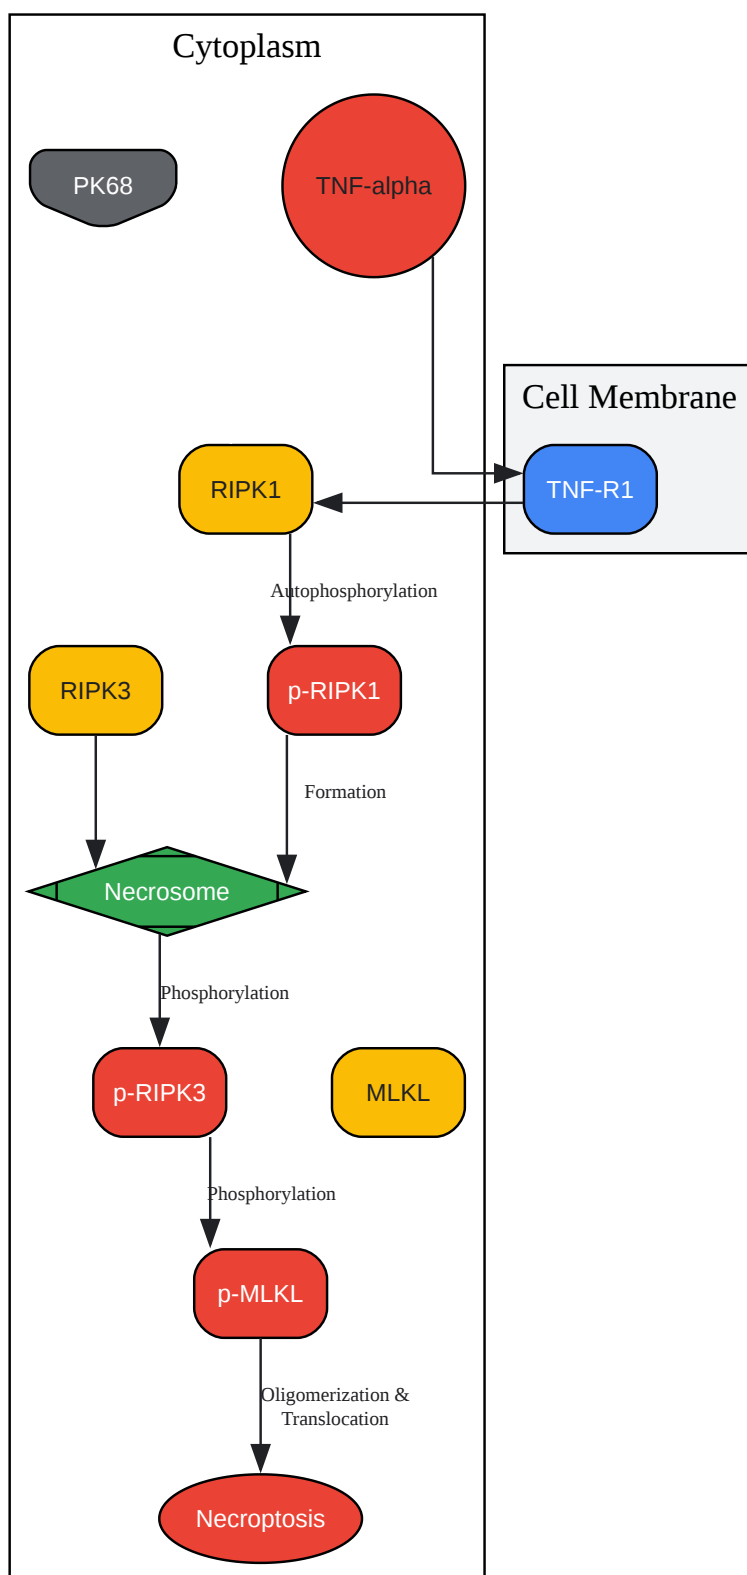 Cytoplasm
PK68
TNF-alpha
Cell Membrane
RIPK1
TNF-R1
Autophosphorylation
RIPK3
p-RIPK1
Formation
Necrosome
Phosphorylation
p-RIPK3
MLKL
Phosphorylation
p-MLKL
Oligomerization &
Translocation
Necroptosis